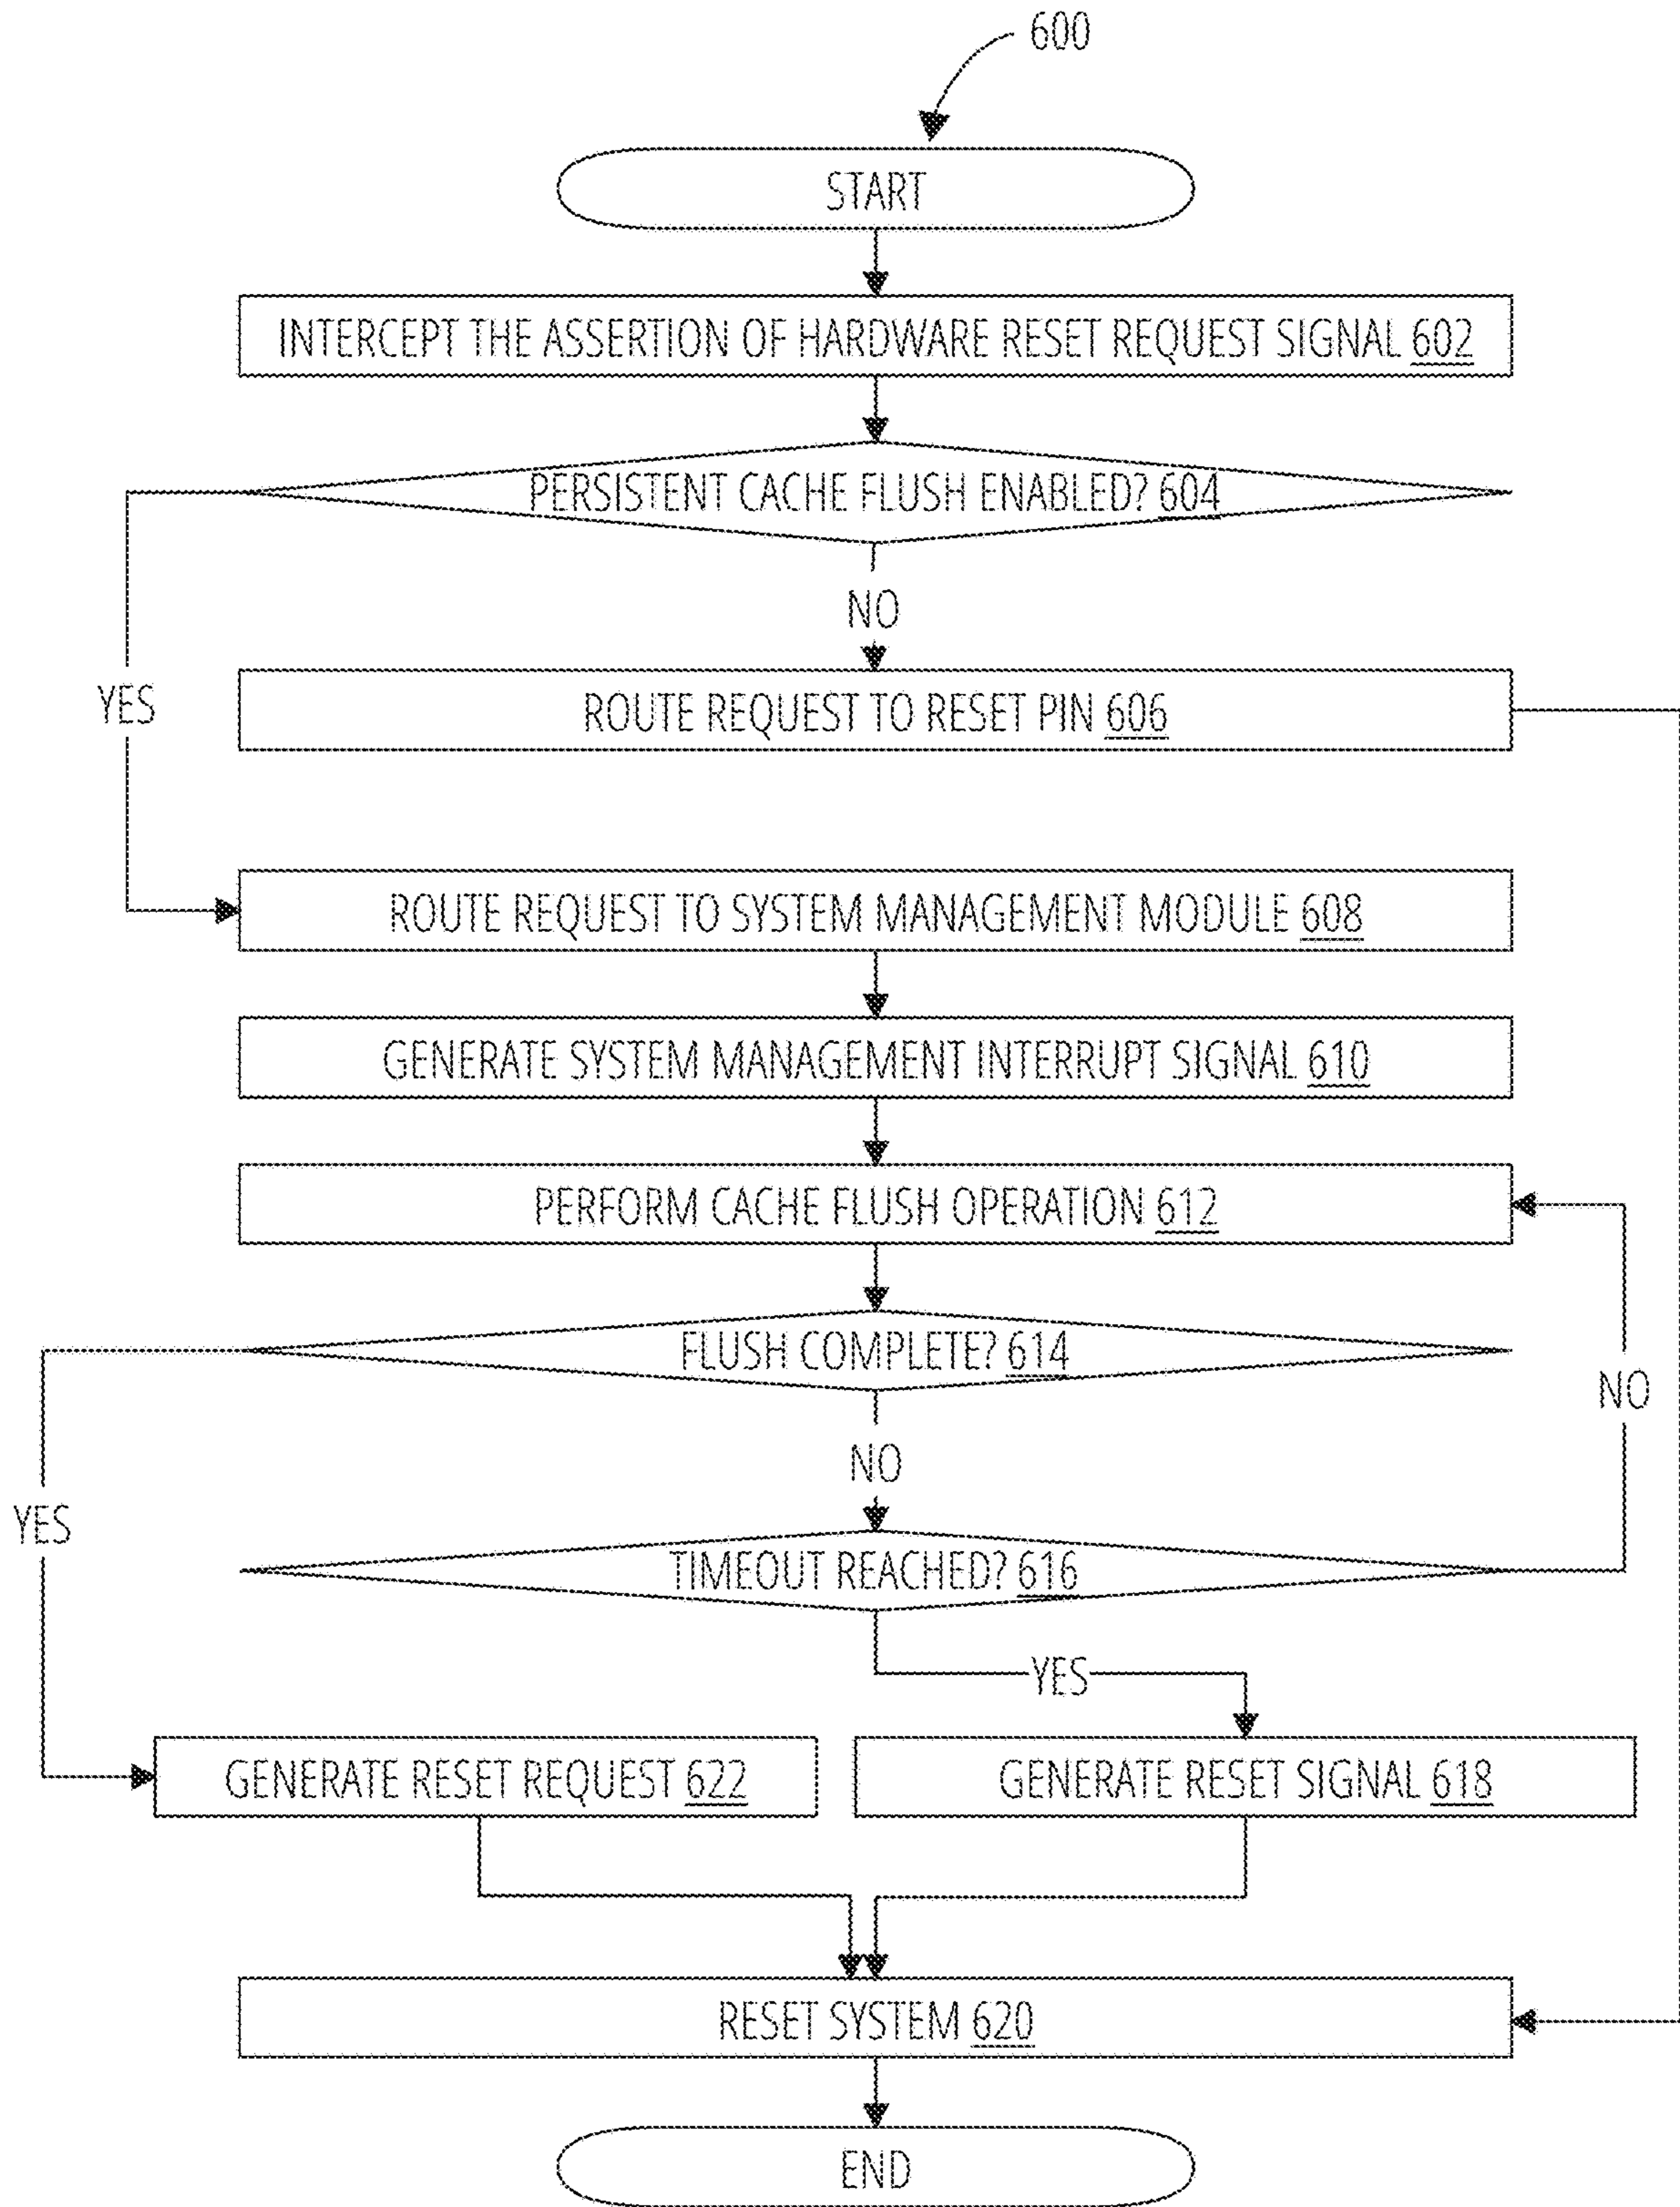 600
START
INTERCEPT THE ASSERTION OF HARDWARE RESET REQUEST SIGNAL 602
PERSISTENT CACHE FLUSH ENABLED? 604
NO
YES
ROUTE REQUEST TO RESET PIN 606
ROUTE REQUEST TO SYSTEM MANAGEMENT MODULE 608
GENERATE SYSTEM MANAGEMENT INTERRUPT SIGNAL 610
PERFORM CACHE FLUSH OPERATION 612
FLUSH COMPLETE? 614
NO
NO
YES
TIMEOUT REACHED? 616
YES
GENERATE RESET REQUEST 622
GENERATE RESET SIGNAL 618
RESET SYSTEM 620
END